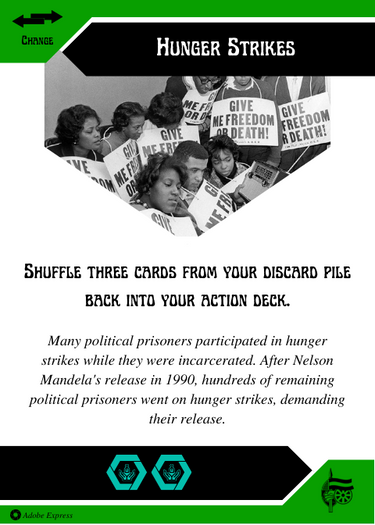 CHANGE
HUNGER STRIKES
GIVE
ME FREEDOM
OR DEATH!
GIVE
FREEDOM
DEATH!
GIVE
SHUFFLE THREE CARDS FROM YOUR DISCARD PILE
BACK INTO YOUR ACTION DECK.
Many political prisoners participated in hunger
strikes while they were incarcerated. After Nelson
Mandela's release in 1990, hundreds of remaining
political prisoners went on hunger strikes, demanding
their release.
Adobe Express